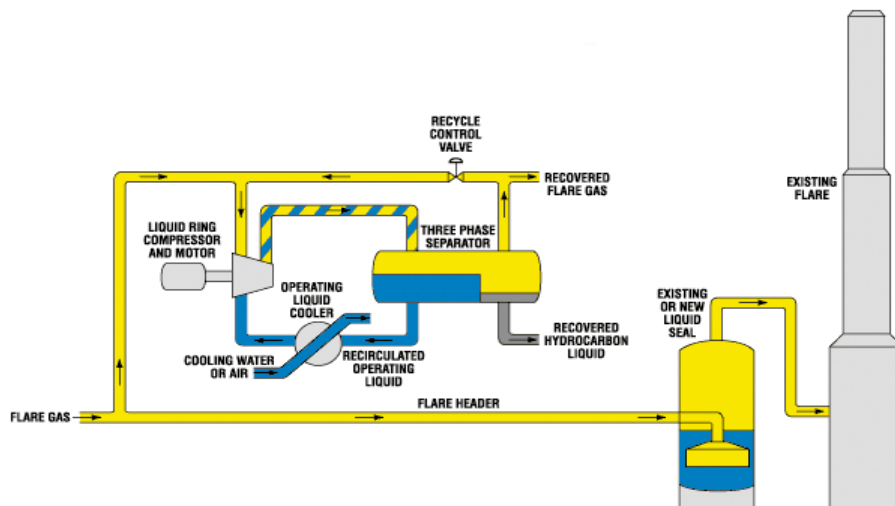 RECYCLE
CONTROL
VALVE
RECOVERED
FLARE GAS
EXISTING
FLARE
LIQUID RING
COMPRESSOR
AND MOTOR
THREE PHASE
SEPARATOR
OPERATING
LIQUID
COOLER
EXISTING
OR NEW
LIQUID
SEAL
RECOVERED
HYDROCARBON
LIQUID
COOLING WATER
OR AIR
RECIRCULATED
OPERATING
LIQUID
FLARE HEADER
FLARE GAS